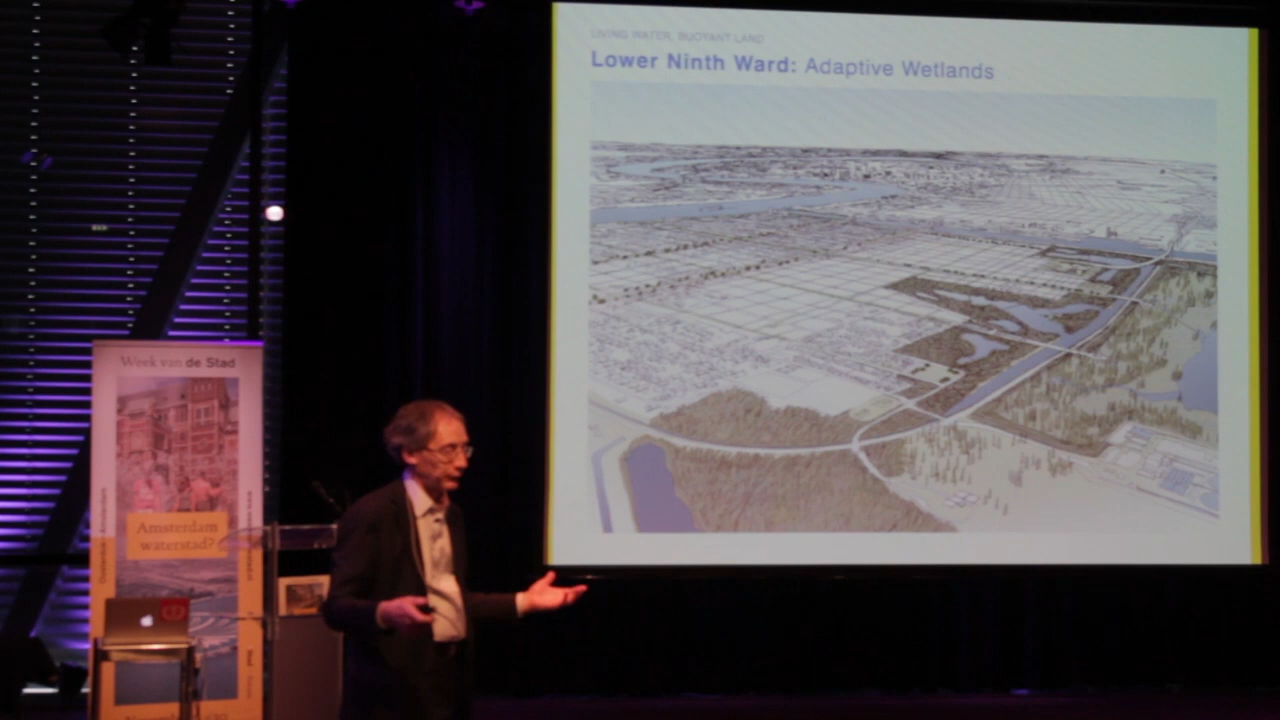 LIVING WATER, BUOYANT LAND
Lower Ninth Ward: Adaptive Wetlands
Week van de Stad
Amsterdam
waterstad?